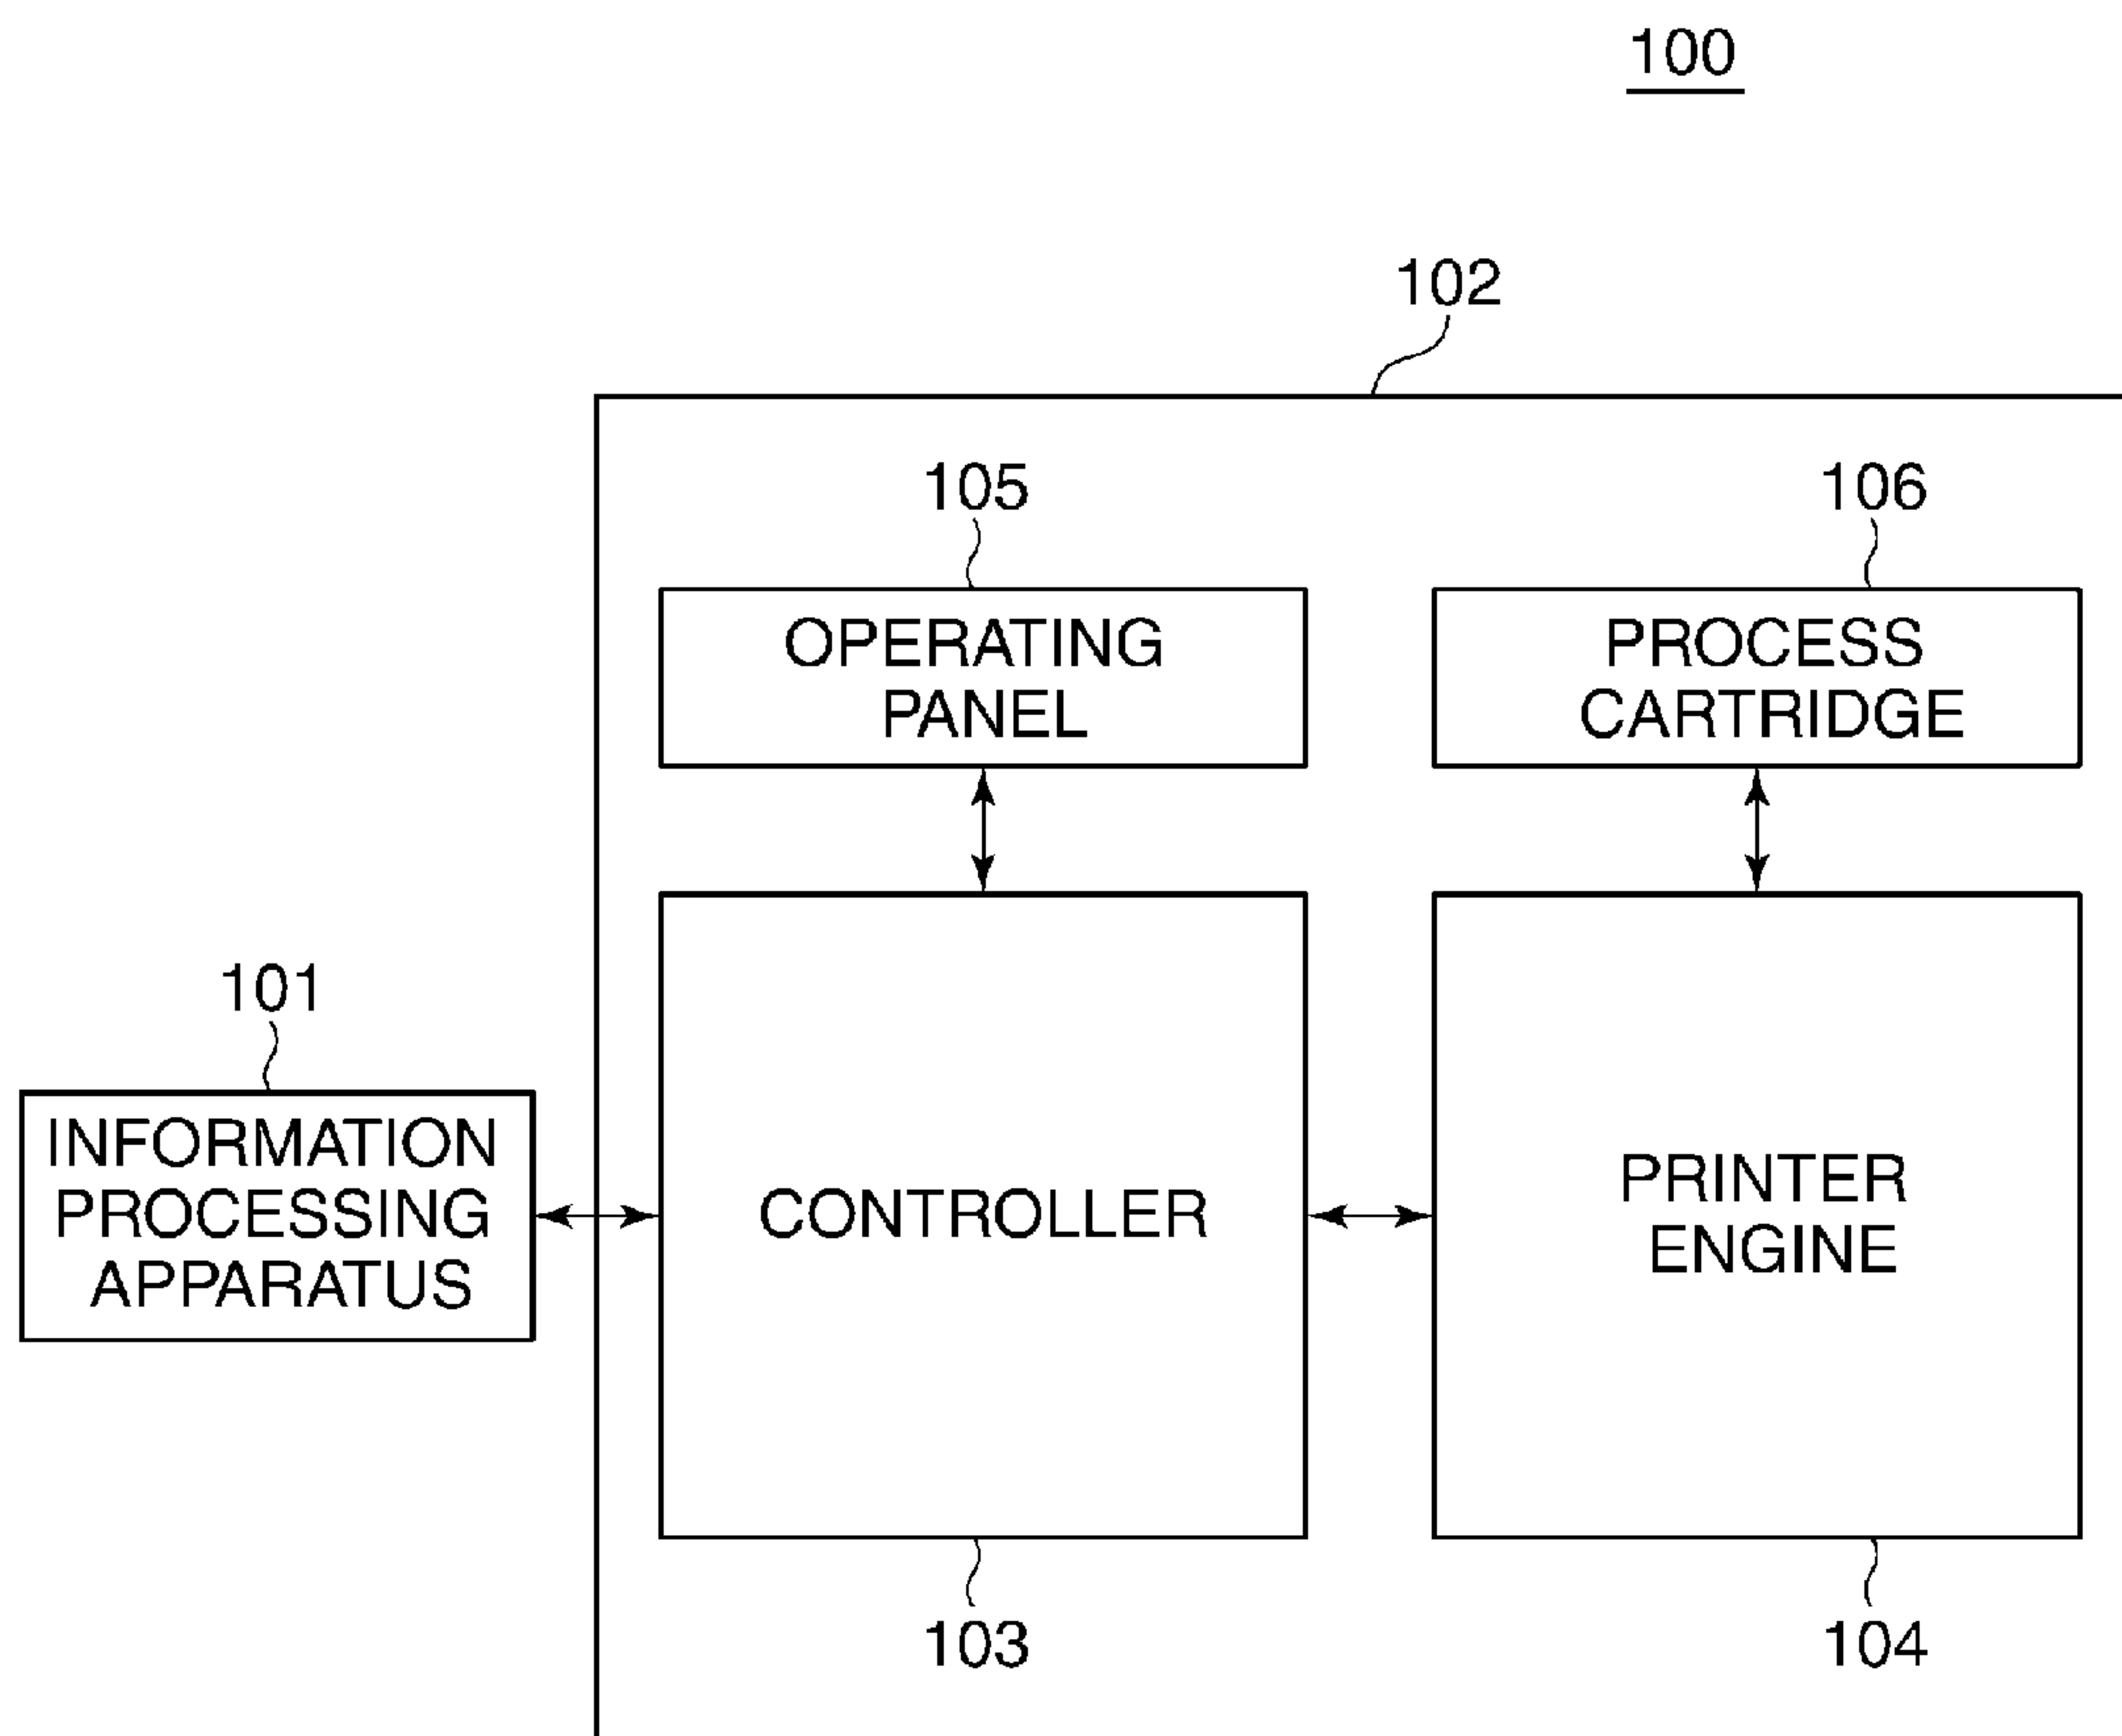 100
102
105
106
OPERATING
PANEL
PROCESS
CARTRIDGE
101
INFORMATION
PROCESSING
APPARATUS
CONTROLLER
PRINTER
ENGINE
103
104